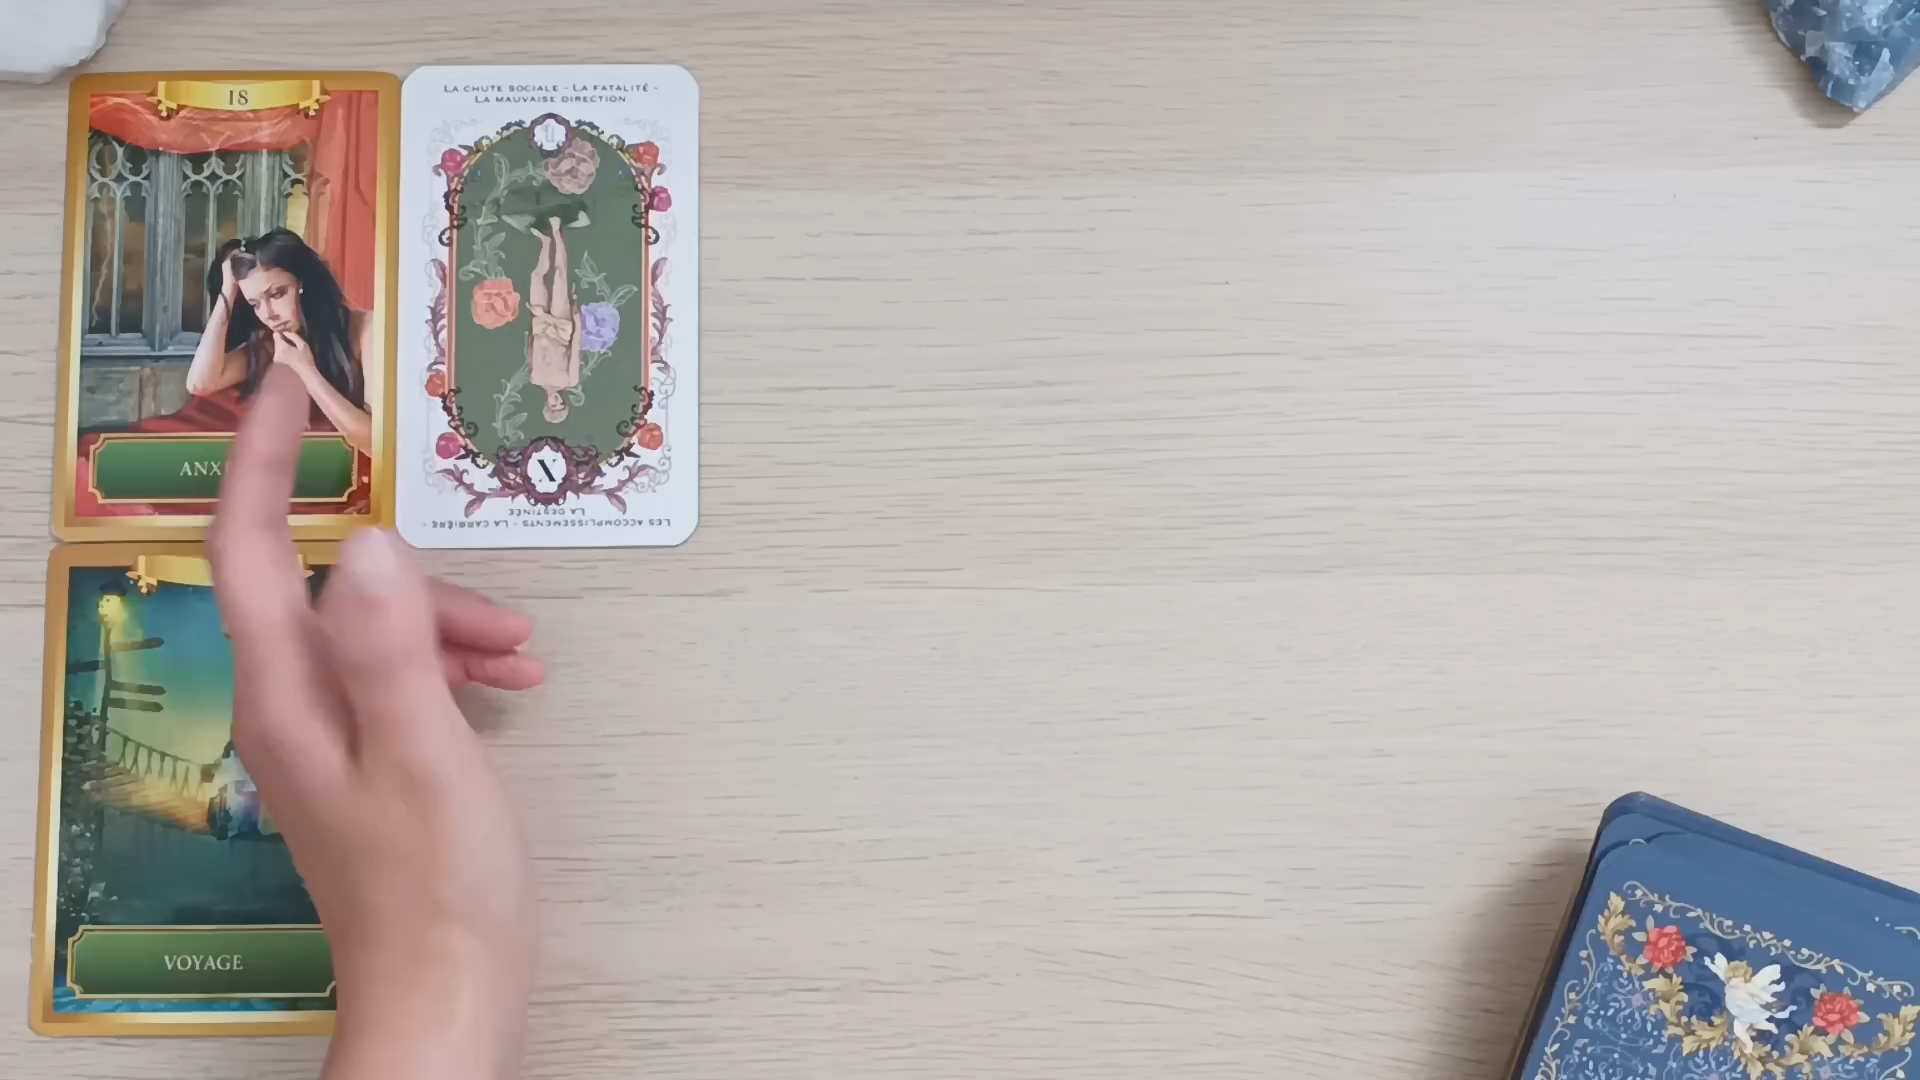 18
ANX
LA CHUTE SOCIALE - LA FATALITÉ -
LA MAUVAISE DIRECTION
X
LES ACCOMPLISSEMENTS - LA CARRIÈRE -
LA DESTINÉE
VOYAGE